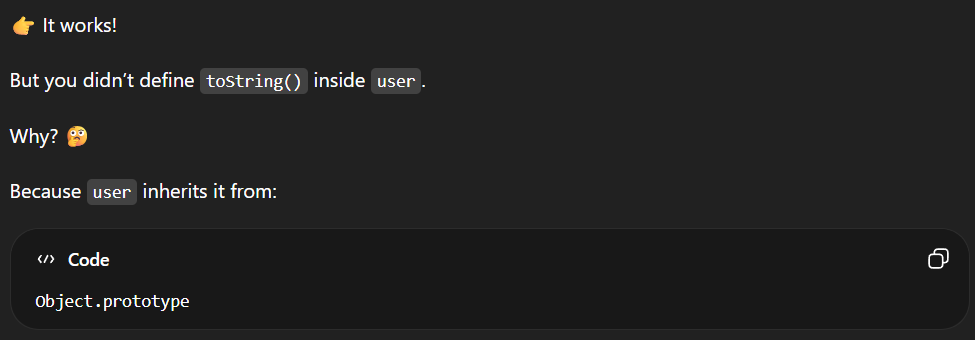 👉 It works!
But you didn’t define toString() inside user.
Why? 🤔
Because user inherits it from:
Code
Object.prototype